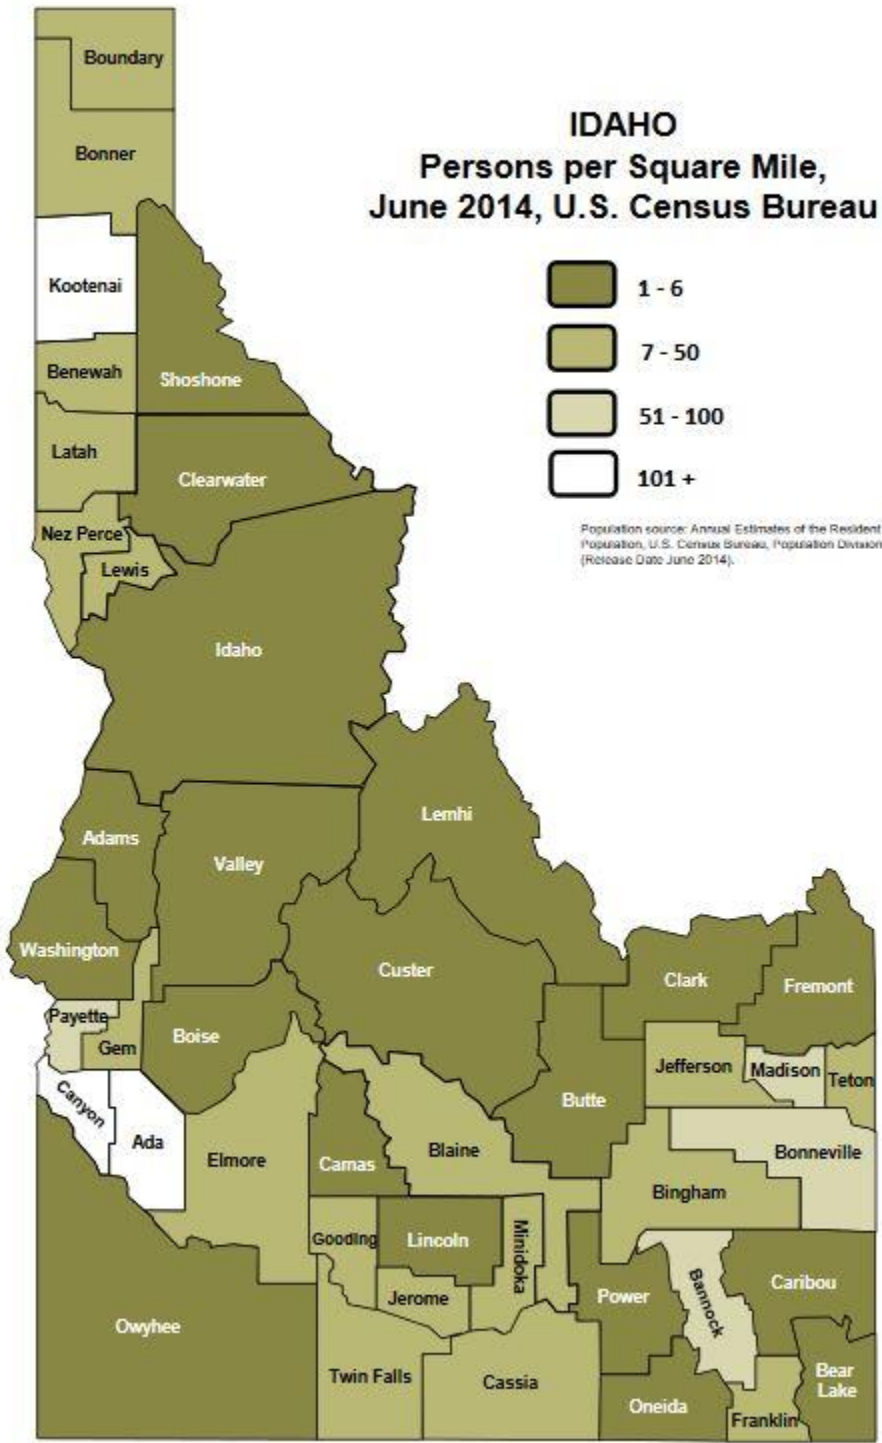 IDAHO
Persons per Square Mile,
June 2014, U.S. Census Bureau
1 - 6
7 - 50
51 - 100
101 +
Population source: Annual Estimates of the Resident
Population, U.S. Census Bureau, Population Division
(Release Date June 2014).
Boundary
Bonner
Kootenai
Benewah
Shoshone
Latah
Clearwater
Nez Perce
Lewis
Idaho
Lemhi
Adams
Valley
Washington
Custer
Clark
Fremont
Payette
Gem
Boise
Jefferson
Madison
Teton
Canyon
Ada
Butte
Elmore
Camas
Blaine
Bonneville
Bingham
Gooding
Lincoln
Minidoka
Jerome
Power
Bannock
Caribou
Owyhee
Twin Falls
Cassia
Oneida
Franklin
Bear
Lake